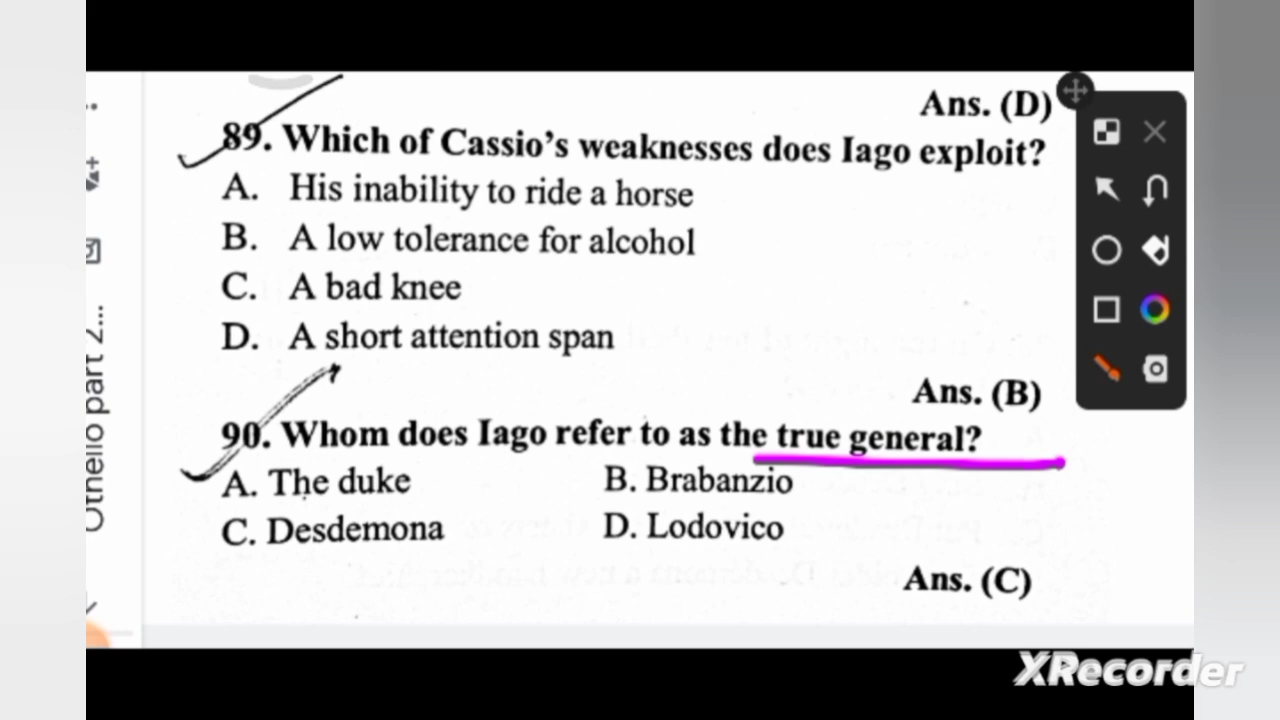 Ans. (D)
89. Which of Cassio's weaknesses does Iago exploit?
A. His inability to ride a horse
B. A low tolerance for alcohol
C. A bad knee
D. A short attention span
Ans. (B)
90. Whom does Iago refer to as the true general?
A. The duke B. Brabanzio
C. Desdemona D. Lodovico
Ans. (C)
Othello part 2...
XRecorder